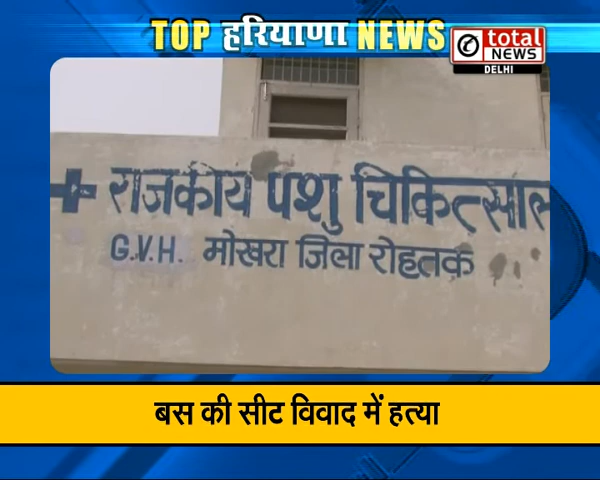 TOP हरियाणा NEWS
total
NEWS
DELHI
राजकीय पशु चिकित्साल
G.V.H. मोखरा जिला रोहतक
बस की सीट विवाद में हत्या